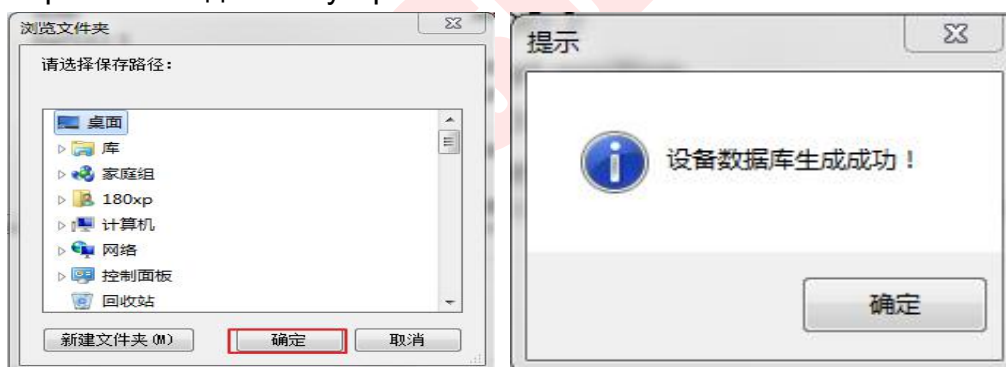 浏览文件夹
请选择保存路径：
桌面
库
家庭组
180xp
计算机
网络
控制面板
回收站
新建文件夹(M)
确定
取消
提示
设备数据库生成成功！
确定